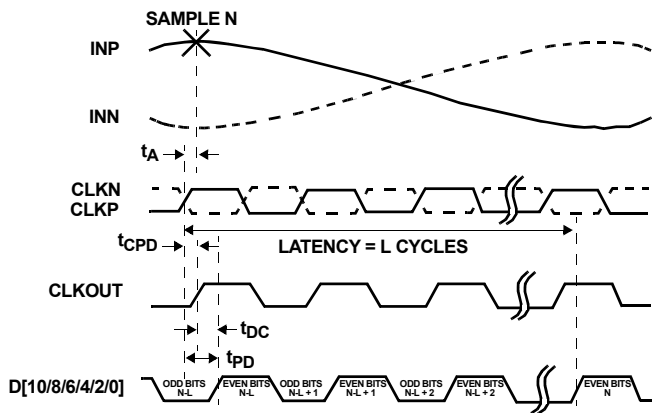 SAMPLE N
INP
INN
tA
CLKN
CLKP
tCPD
LATENCY = L CYCLES
CLKOUT
tDC
tPD
D[10/8/6/4/2/0]
ODD BITS
N-L
EVEN BITS
N-L
ODD BITS
N-L + 1
EVEN BITS
N-L + 1
ODD BITS
N-L + 2
EVEN BITS
N-L + 2
EVEN BITS
N